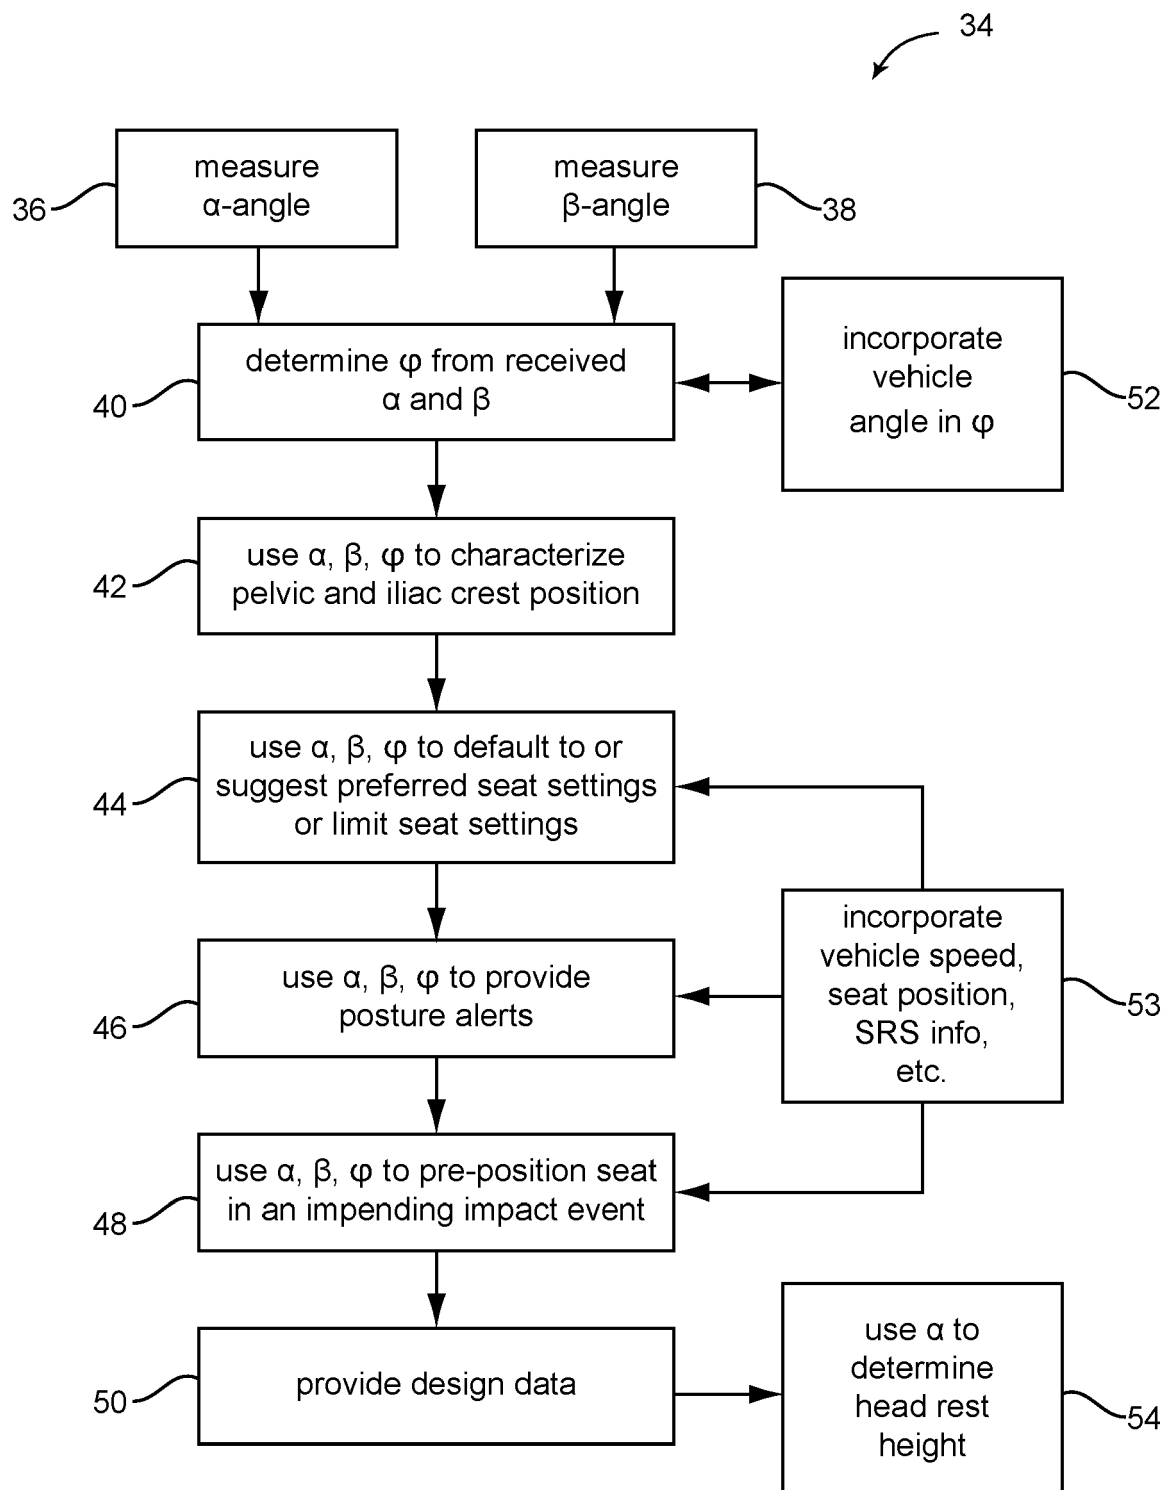 34
measure
α-angle
36
measure
β-angle
38
determine φ from received
α and β
40
incorporate
vehicle
angle in φ
52
use α, β, φ to characterize
pelvic and iliac crest position
42
use α, β, φ to default to or
suggest preferred seat settings
or limit seat settings
44
incorporate
vehicle speed,
seat position,
SRS info,
etc.
53
use α, β, φ to provide
posture alerts
46
use α, β, φ to pre-position seat
in an impending impact event
48
provide design data
50
use α to
determine
head rest
height
54